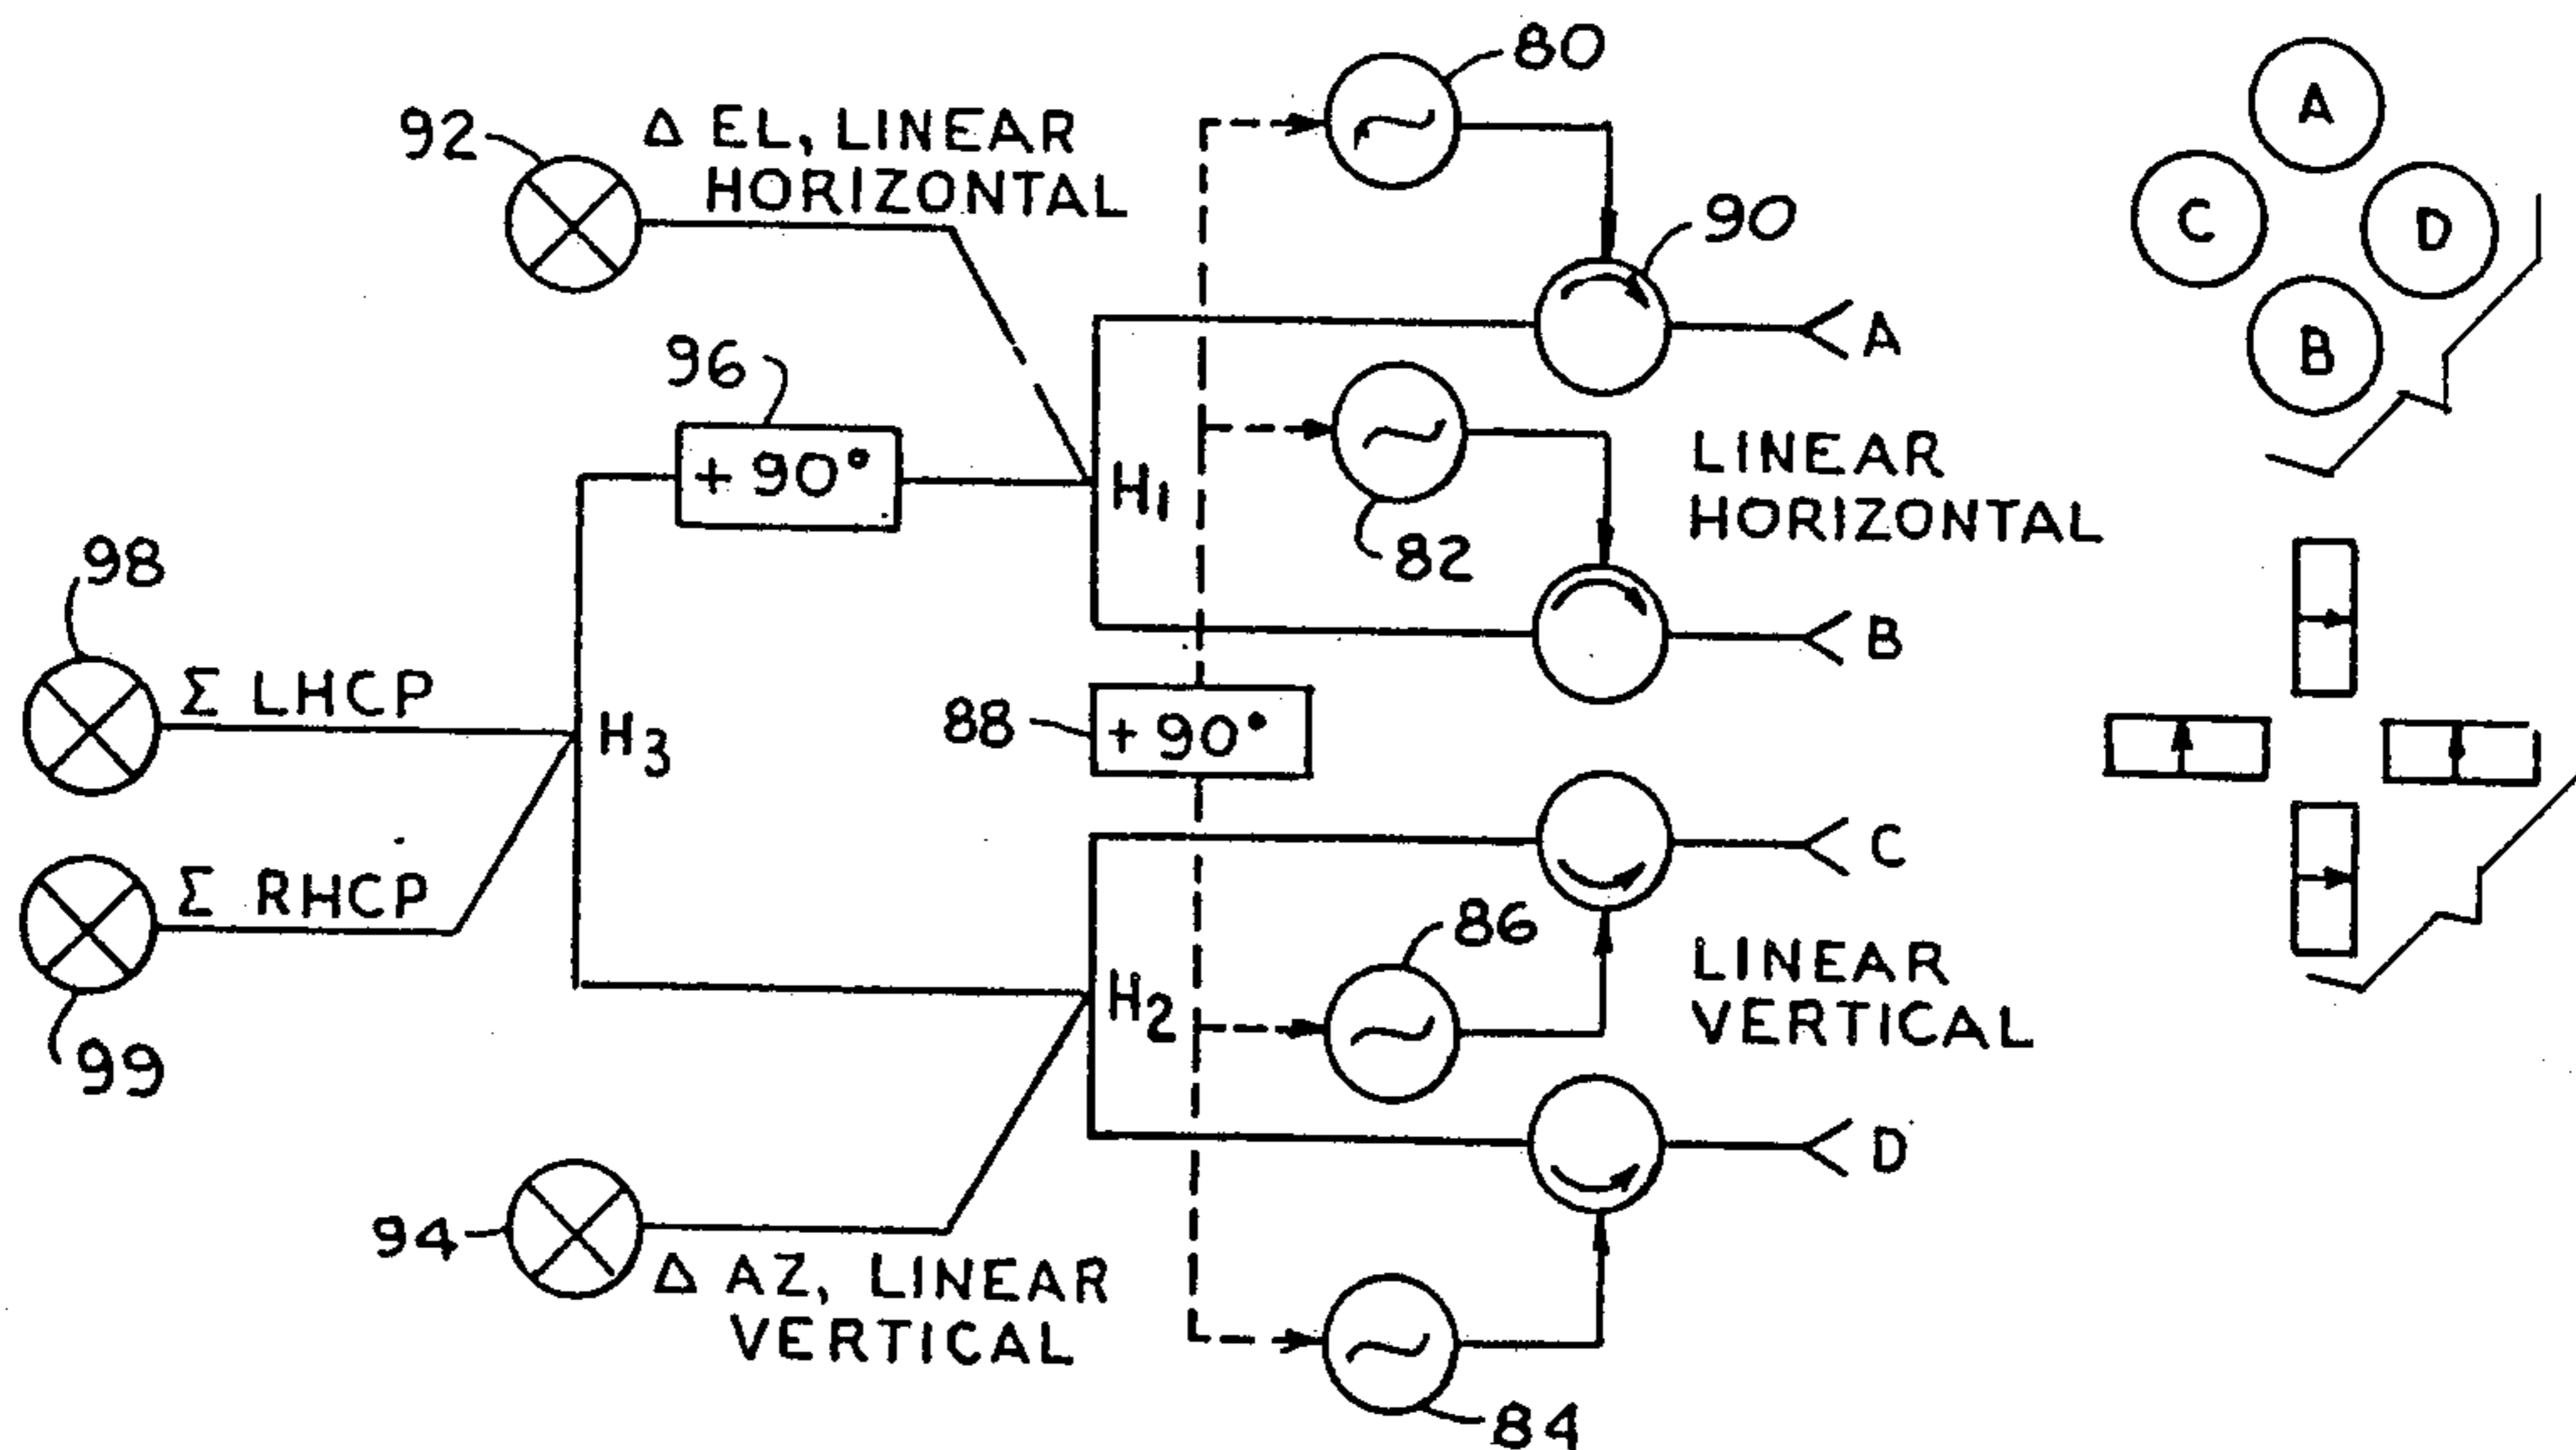 80
A
92
Δ EL, LINEAR
HORIZONTAL
90
C
D
96
A
B
+ 90°
H1
LINEAR
HORIZONTAL
82
98
Σ LHCP
B
H3
88
+ 90°
C
Σ RHCP
86
LINEAR
VERTICAL
H2
99
D
94
Δ AZ, LINEAR
VERTICAL
84